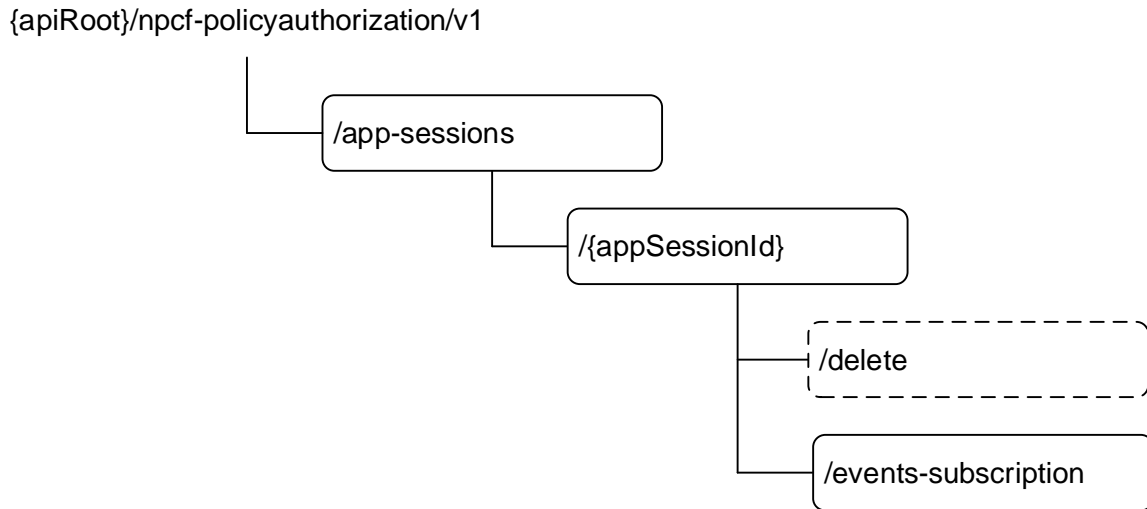 {apiRoot}/npcf-policyauthorization/v1
/app-sessions
/{appSessionId}
/delete
/events-subscription